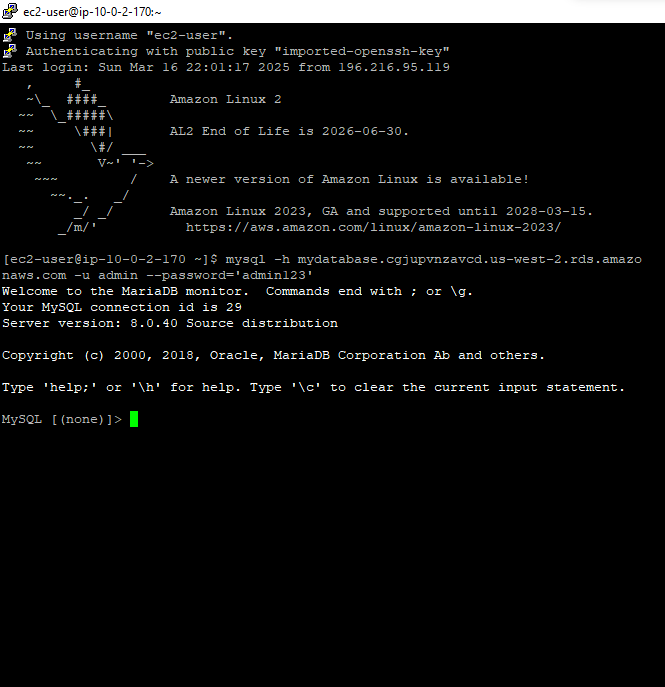 ec2-user@ip-10-0-2-170:~
Using username "ec2-user".
Authenticating with public key "imported-openssh-key"
Last login: Sun Mar 16 22:01:17 2025 from 196.216.95.119
   ,     #_
   ~\_  ####_        Amazon Linux 2
  ~~  \_#####\
  ~~     \###|       AL2 End of Life is 2026-06-30.
  ~~       \#/ ___
   ~~       V~' '->
    ~~~         /    A newer version of Amazon Linux is available!
      ~~._.   _/
         _/ _/       Amazon Linux 2023, GA and supported until 2028-03-15.
       _/m/'           https://aws.amazon.com/linux/amazon-linux-2023/
[ec2-user@ip-10-0-2-170 ~]$ mysql -h mydatabase.cgjupvnzavcd.us-west-2.rds.amazo
naws.com -u admin --password='admin123'
Welcome to the MariaDB monitor.  Commands end with ; or \g.
Your MySQL connection id is 29
Server version: 8.0.40 Source distribution
Copyright (c) 2000, 2018, Oracle, MariaDB Corporation Ab and others.
Type 'help;' or '\h' for help. Type '\c' to clear the current input statement.
MySQL [(none)]>